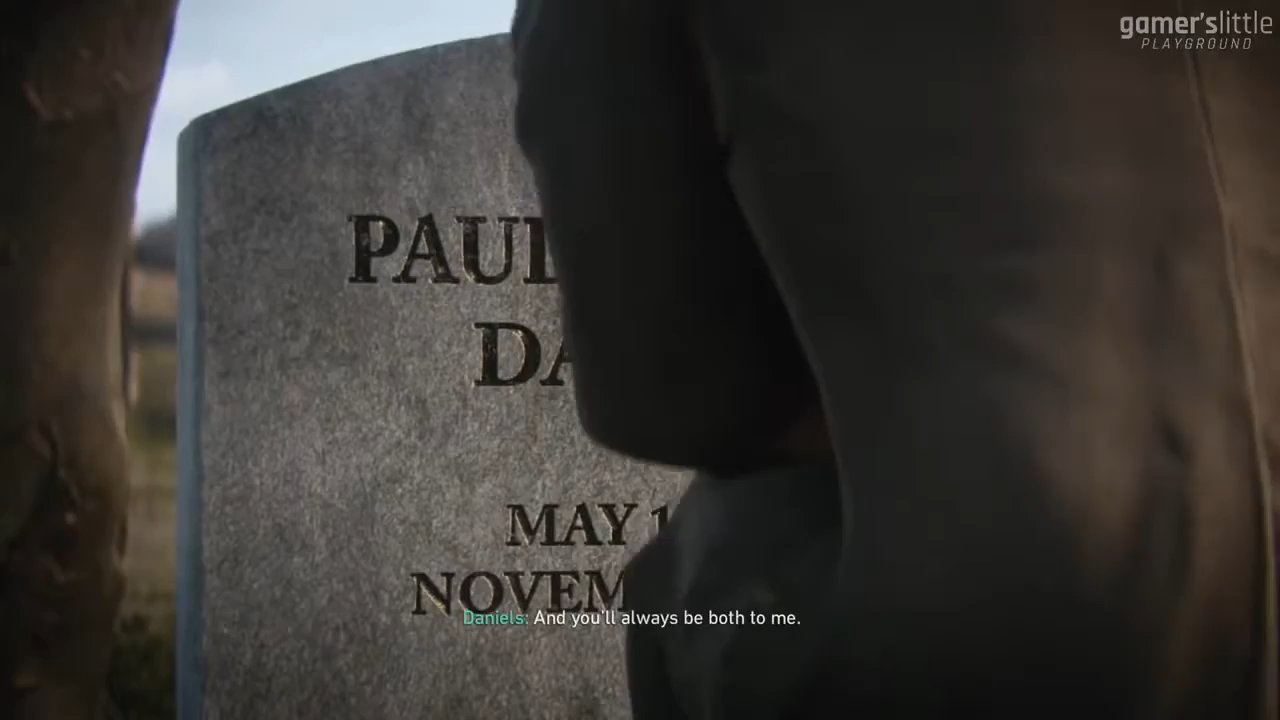 gamer'slittle
PLAYGROUND
PAUL
DA
MAY 1
NOVEM
Daniels: And you'll always be both to me.